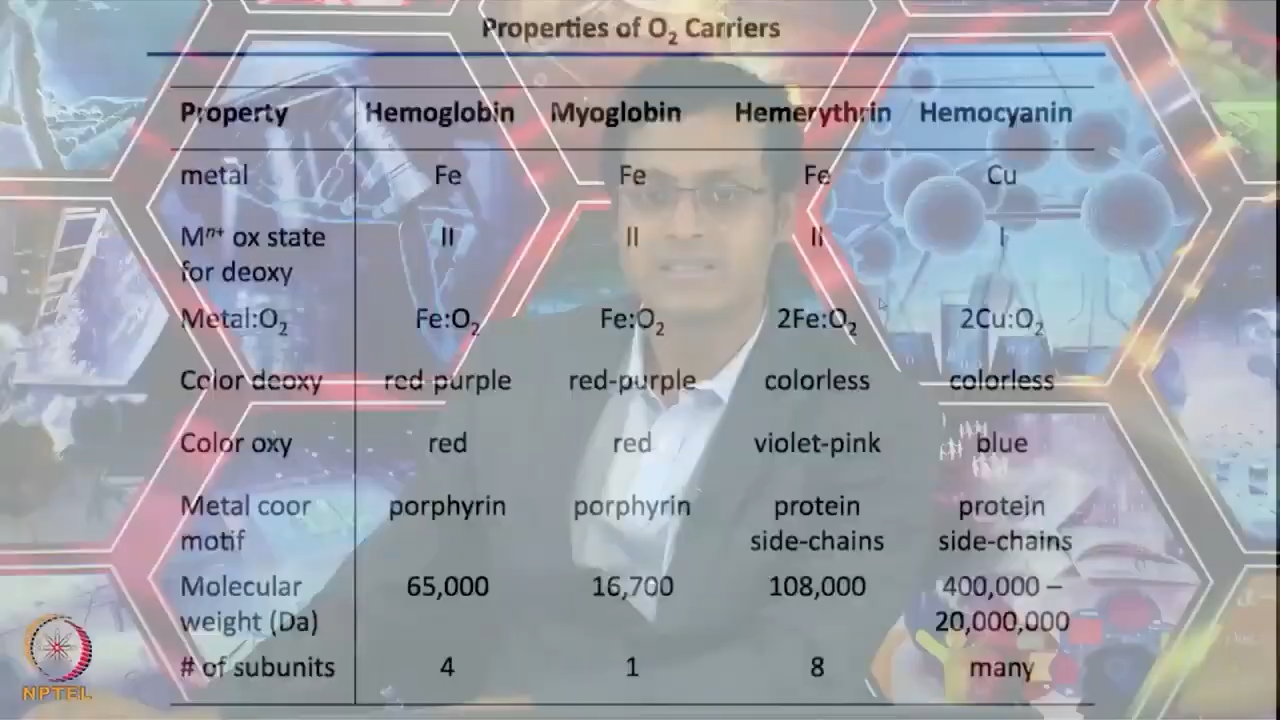 Properties of O₂ Carriers
Property Hemoglobin Myoglobin Hemerythrin Hemocyanin
metal Fe Fe Fe Cu
Mⁿ⁺ ox state II II II I
for deoxy
Metal:O₂ Fe:O₂ Fe:O₂ 2Fe:O₂ 2Cu:O₂
Color deoxy red purple red-purple colorless colorless
Color oxy red red violet-pink blue
Metal coor porphyrin porphyrin protein protein
motif side-chains side-chains
Molecular 65,000 16,700 108,000 400,000 –
weight (Da) 20,000,000
# of subunits 4 1 8 many
NPTEL